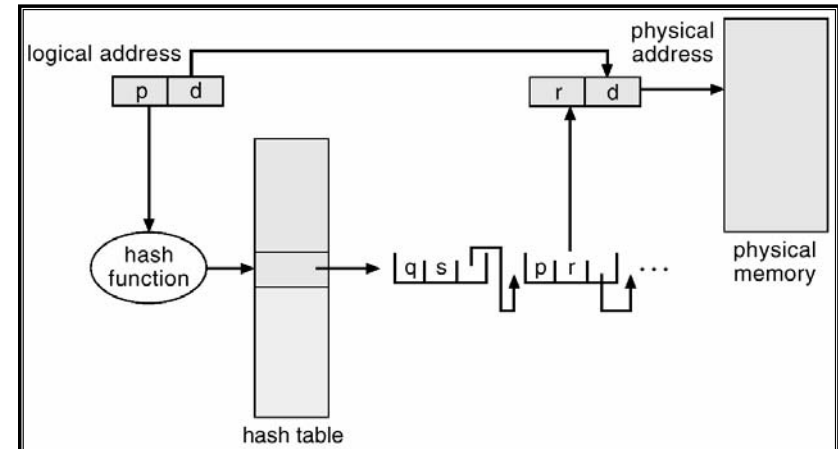 logical address
p d
r d
physical
address
hash
function
q s
p r
...
physical
memory
hash table